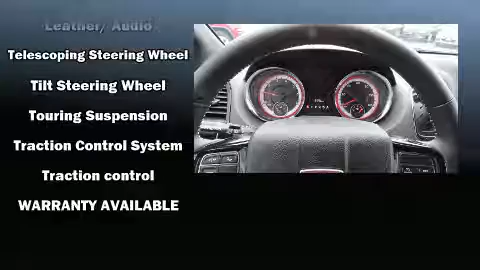 Leather/ Audio
Telescoping Steering Wheel
Tilt Steering Wheel
Touring Suspension
Traction Control System
Traction control
WARRANTY AVAILABLE